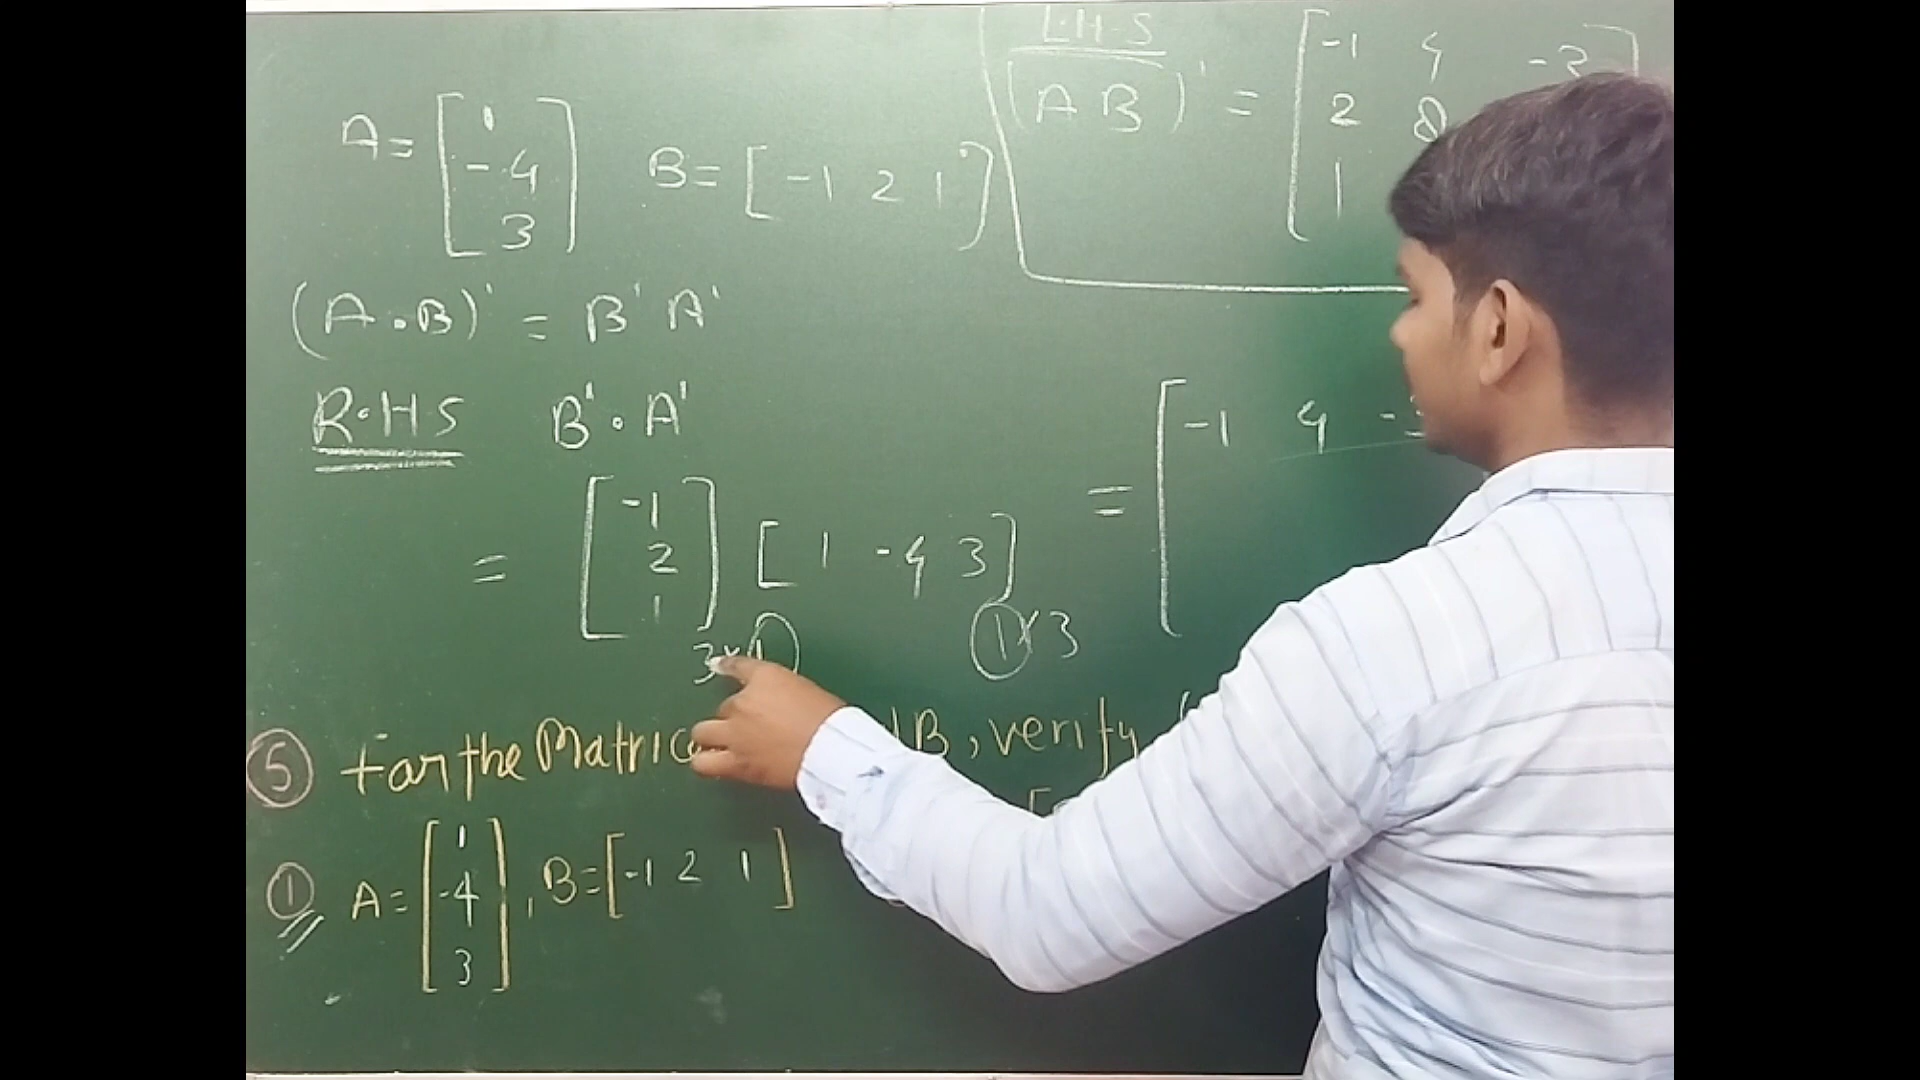 A = [ 1 -4 3 ] B = [ -1 2 1 ]
(A.B)' = B' A'
R.H.S B'.A'
= [ -1 2 1 ] [ 1 -4 3 ]
3×1 1×3
L.H.S
(AB)' = [ -1 4 -3
2 8
1
= [ -1 4 -3
5 For the Matrice B, verify (
1 A = [ 1 -4 3 ], B = [ -1 2 1 ]